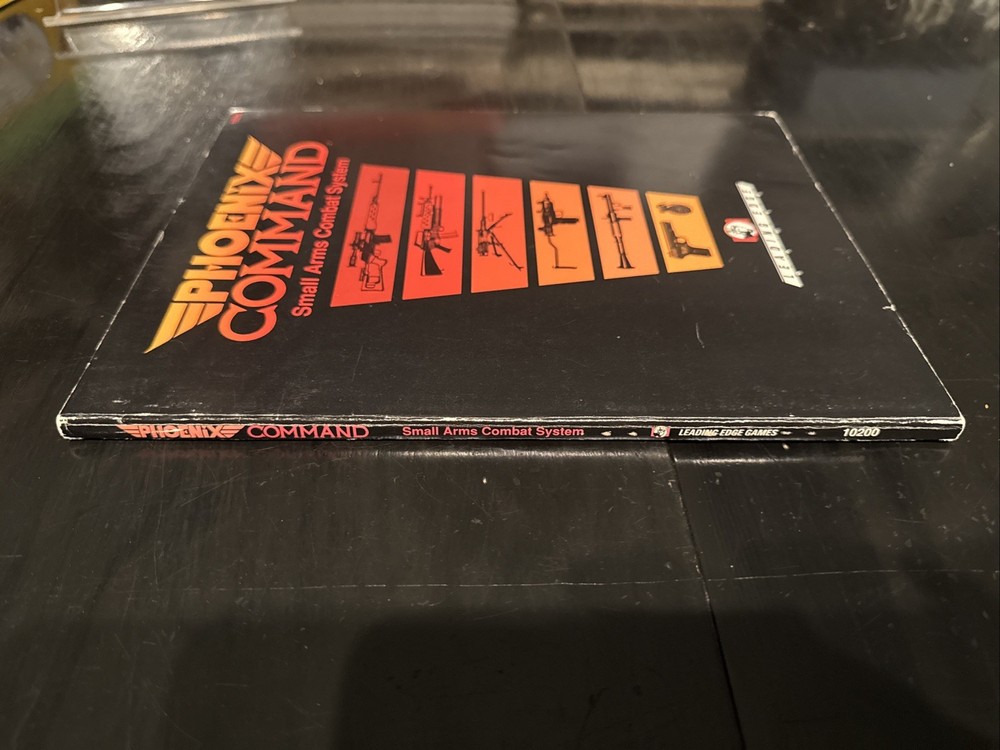 PHOENIX
COMMAND
Small Arms Combat System
PHOENIX COMMAND Small Arms Combat System LEADING EDGE GAMES 10200